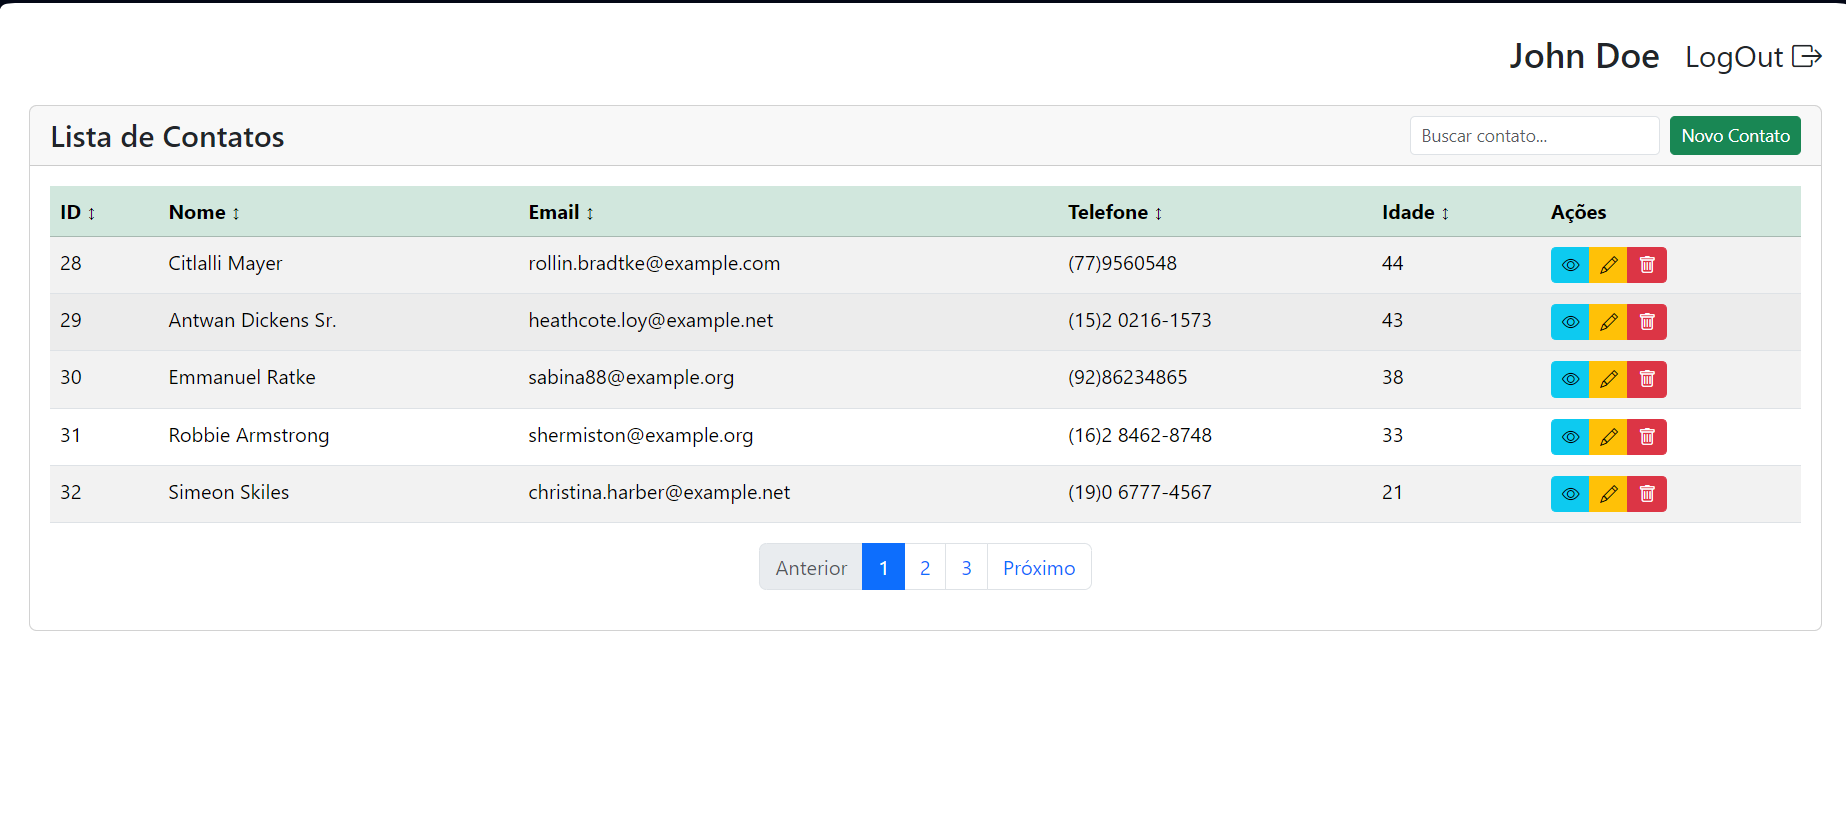 John Doe LogOut
Lista de Contatos Buscar contato... Novo Contato
ID ↕ Nome ↕ Email ↕ Telefone ↕ Idade ↕ Ações
28 Citlalli Mayer rollin.bradtke@example.com (77)9560548 44
29 Antwan Dickens Sr. heathcote.loy@example.net (15)2 0216-1573 43
30 Emmanuel Ratke sabina88@example.org (92)86234865 38
31 Robbie Armstrong shermiston@example.org (16)2 8462-8748 33
32 Simeon Skiles christina.harber@example.net (19)0 6777-4567 21
Anterior 1 2 3 Próximo